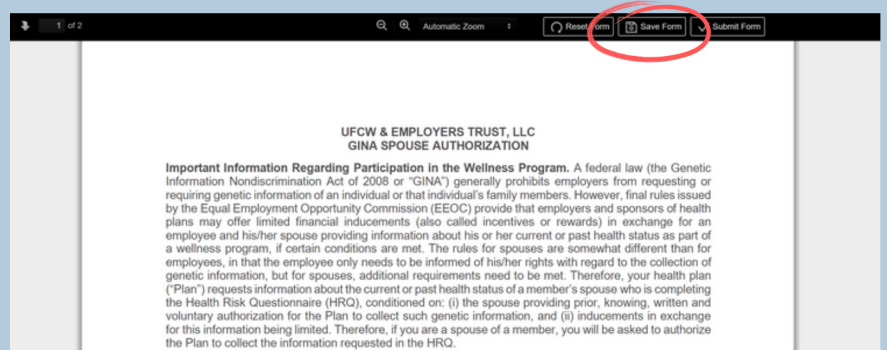 1 of 2 Automatic Zoom Reset Form Save Form Submit Form
UFCW & EMPLOYERS TRUST, LLC
GINA SPOUSE AUTHORIZATION
Important Information Regarding Participation in the Wellness Program. A federal law (the Genetic
Information Nondiscrimination Act of 2008 or “GINA”) generally prohibits employers from requesting or
requiring genetic information of an individual or that individual’s family members. However, final rules issued
by the Equal Employment Opportunity Commission (EEOC) provide that employers and sponsors of health
plans may offer limited financial inducements (also called incentives or rewards) in exchange for an
employee and his/her spouse providing information about his or her current or past health status as part of
a wellness program, if certain conditions are met. The rules for spouses are somewhat different than for
employees, in that the employee only needs to be informed of his/her rights with regard to the collection of
genetic information, but for spouses, additional requirements need to be met. Therefore, your health plan
(“Plan”) requests information about the current or past health status of a member’s spouse who is completing
the Health Risk Questionnaire (HRQ), conditioned on: (i) the spouse providing prior, knowing, written and
voluntary authorization for the Plan to collect such genetic information, and (ii) inducements in exchange
for this information being limited. Therefore, if you are a spouse of a member, you will be asked to authorize
the Plan to collect the information requested in the HRQ.